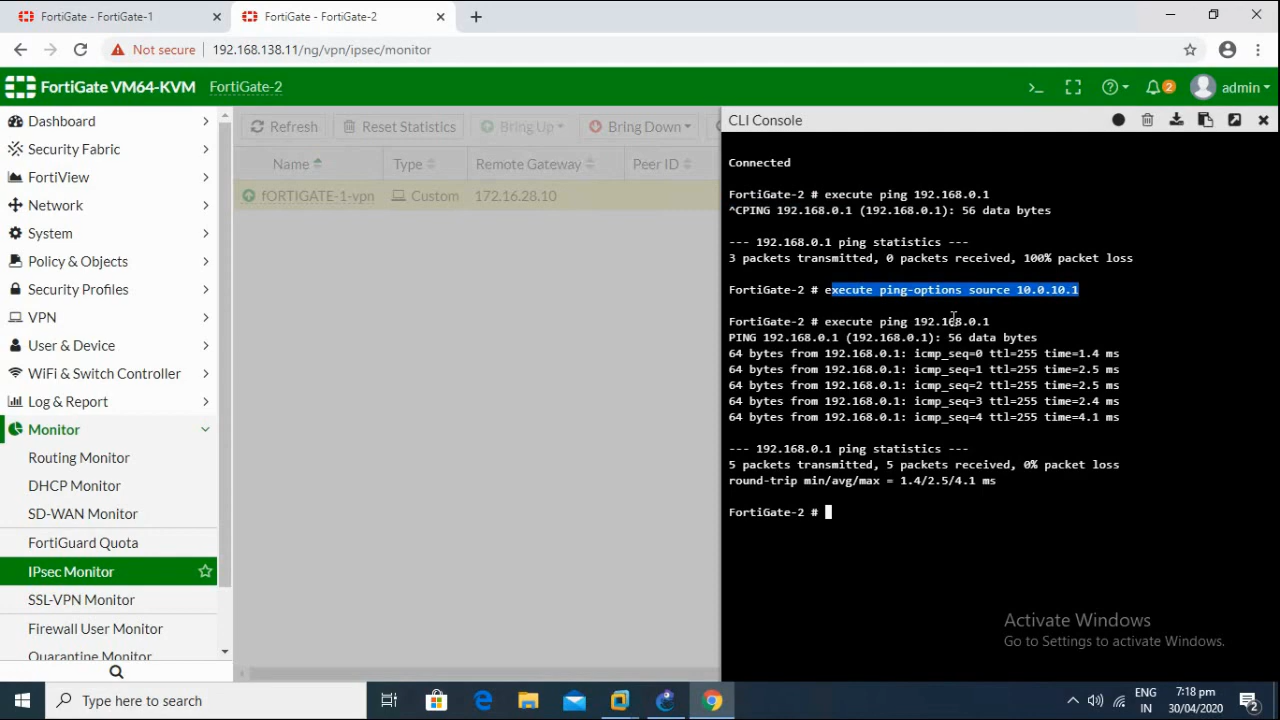 FortiGate - FortiGate-1
FortiGate - FortiGate-2
Not secure
192.168.138.11/ng/vpn/ipsec/monitor
FortiGate VM64-KVM
FortiGate-2
2
admin
Dashboard
Security Fabric
FortiView
Network
System
Policy & Objects
Security Profiles
VPN
User & Device
WiFi & Switch Controller
Log & Report
Monitor
Routing Monitor
DHCP Monitor
SD-WAN Monitor
FortiGuard Quota
IPsec Monitor
SSL-VPN Monitor
Firewall User Monitor
Quarantine Monitor
Refresh
Reset Statistics
Bring Up
Bring Down
Name
Type
Remote Gateway
Peer ID
fORTIGATE-1-vpn
Custom
172.16.28.10
CLI Console
Connected
FortiGate-2 # execute ping 192.168.0.1
^CPING 192.168.0.1 (192.168.0.1): 56 data bytes
--- 192.168.0.1 ping statistics ---
3 packets transmitted, 0 packets received, 100% packet loss
FortiGate-2 # execute ping-options source 10.0.10.1
FortiGate-2 # execute ping 192.168.0.1
PING 192.168.0.1 (192.168.0.1): 56 data bytes
64 bytes from 192.168.0.1: icmp_seq=0 ttl=255 time=1.4 ms
64 bytes from 192.168.0.1: icmp_seq=1 ttl=255 time=2.5 ms
64 bytes from 192.168.0.1: icmp_seq=2 ttl=255 time=2.5 ms
64 bytes from 192.168.0.1: icmp_seq=3 ttl=255 time=2.4 ms
64 bytes from 192.168.0.1: icmp_seq=4 ttl=255 time=4.1 ms
--- 192.168.0.1 ping statistics ---
5 packets transmitted, 5 packets received, 0% packet loss
round-trip min/avg/max = 1.4/2.5/4.1 ms
FortiGate-2 #
Activate Windows
Go to Settings to activate Windows.
Type here to search
ENG
IN
7:18 pm
30/04/2020
2